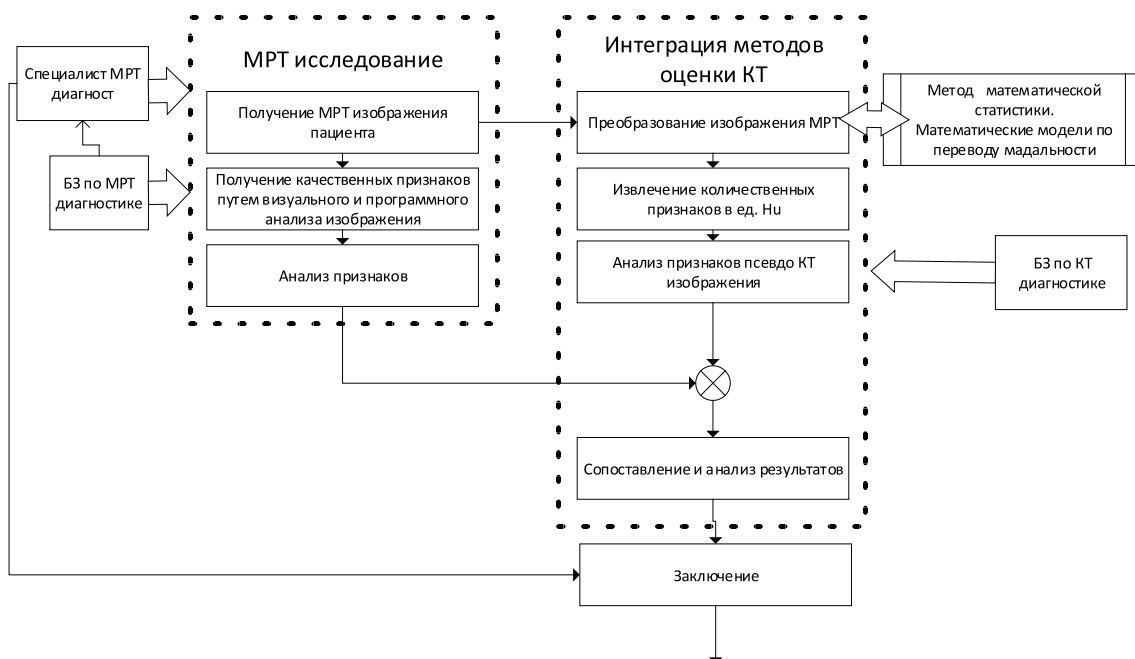 Специалист МРТ
диагност
БЗ по МРТ
диагностике
МРТ исследование
Получение МРТ изображения
пациента
Получение качественных признаков
путем визуального и программного
анализа изображения
Анализ признаков
Интеграция методов
оценки КТ
Преобразование изображения МРТ
Извлечение количественных
признаков в ед. Hu
Анализ признаков псевдо КТ
изображения
Сопоставление и анализ результатов
Заключение
Метод математической
статистики.
Математические модели по
переводу мадальности
БЗ по КТ
диагностике